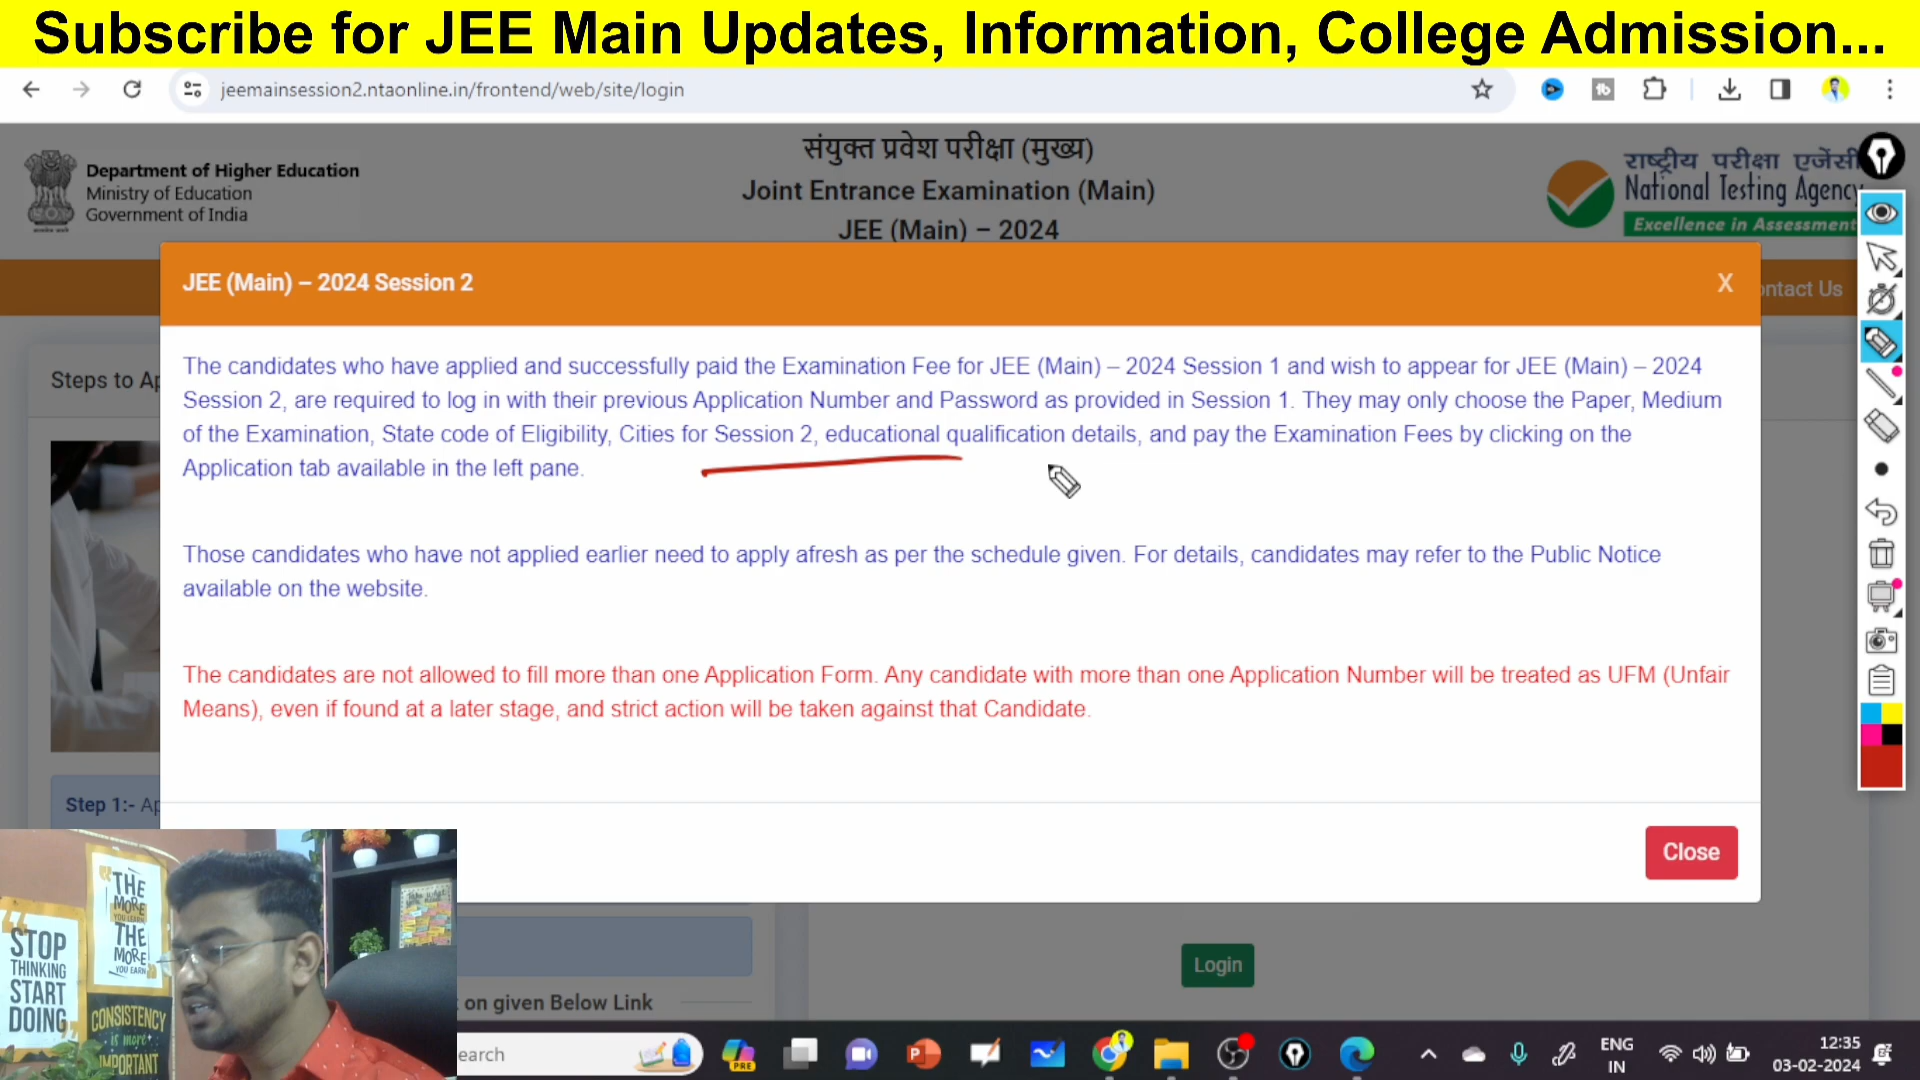 Subscribe for JEE Main Updates, Information, College Admission...
jeemainsession2.ntaonline.in/frontend/web/site/login
Department of Higher Education
Ministry of Education
Government of India
संयुक्त प्रवेश परीक्षा (मुख्य)
Joint Entrance Examination (Main)
JEE (Main) – 2024
राष्ट्रीय परीक्षा एजेंसी
National Testing Agency
Excellence in Assessment
ontact Us
JEE (Main) – 2024 Session 2
X
Steps to Ap
The candidates who have applied and successfully paid the Examination Fee for JEE (Main) – 2024 Session 1 and wish to appear for JEE (Main) – 2024
Session 2, are required to log in with their previous Application Number and Password as provided in Session 1. They may only choose the Paper, Medium
of the Examination, State code of Eligibility, Cities for Session 2, educational qualification details, and pay the Examination Fees by clicking on the
Application tab available in the left pane.
Those candidates who have not applied earlier need to apply afresh as per the schedule given. For details, candidates may refer to the Public Notice
available on the website.
The candidates are not allowed to fill more than one Application Form. Any candidate with more than one Application Number will be treated as UFM (Unfair
Means), even if found at a later stage, and strict action will be taken against that Candidate.
Step 1:- Ap
Close
Login
on given Below Link
THE
MORE
YOU LEARN
THE
MORE
YOU EARN
STOP
THINKING
START
DOING
CONSISTENCY
is more
IMPORTANT
earch
PRE
ENG
IN
12:35
03-02-2024